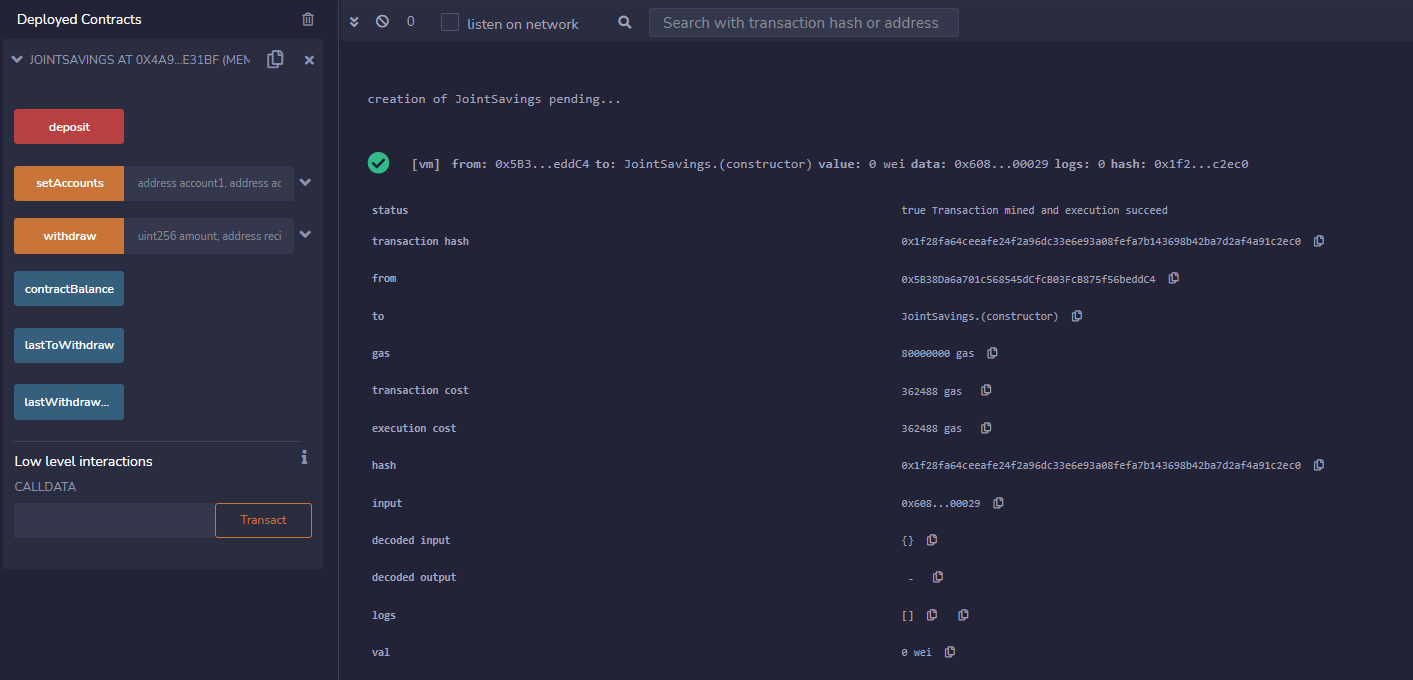 Deployed Contracts
JOINTSAVINGS AT 0X4A9...E31BF (MEM
deposit
setAccounts address account1, address ac
withdraw uint256 amount, address reci
contractBalance
lastToWithdraw
lastWithdraw...
Low level interactions
CALLDATA
Transact
0 listen on network Search with transaction hash or address
creation of JointSavings pending...
[vm] from: 0x5B3...eddC4 to: JointSavings.(constructor) value: 0 wei data: 0x608...00029 logs: 0 hash: 0x1f2...c2ec0
status true Transaction mined and execution succeed
transaction hash 0x1f28fa64ceeafe24f2a96dc33e6e93a08fefa7b143698b42ba7d2af4a91c2ec0
from 0x5B38Da6a701c568545dCfcB03FcB875f56beddC4
to JointSavings.(constructor)
gas 80000000 gas
transaction cost 362488 gas
execution cost 362488 gas
hash 0x1f28fa64ceeafe24f2a96dc33e6e93a08fefa7b143698b42ba7d2af4a91c2ec0
input 0x608...00029
decoded input {}
decoded output -
logs []
val 0 wei